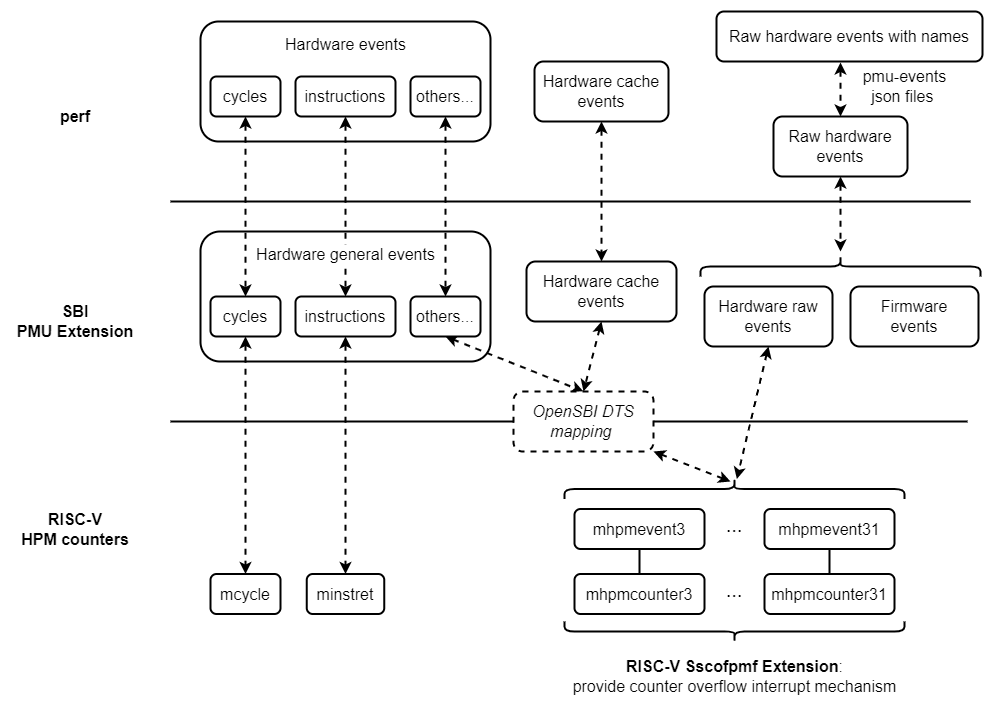 perf
Hardware events
cycles
instructions
others...
Hardware cache
events
Raw hardware events with names
pmu-events
json files
Raw hardware
events
SBI
PMU Extension
Hardware general events
cycles
instructions
others...
Hardware cache
events
Hardware raw
events
Firmware
events
OpenSBI DTS
mapping
RISC-V
HPM counters
mcycle
minstret
mhpmevent3
...
mhpmevent31
mhpmcounter3
...
mhpmcounter31
RISC-V Sscofpmf Extension:
provide counter overflow interrupt mechanism